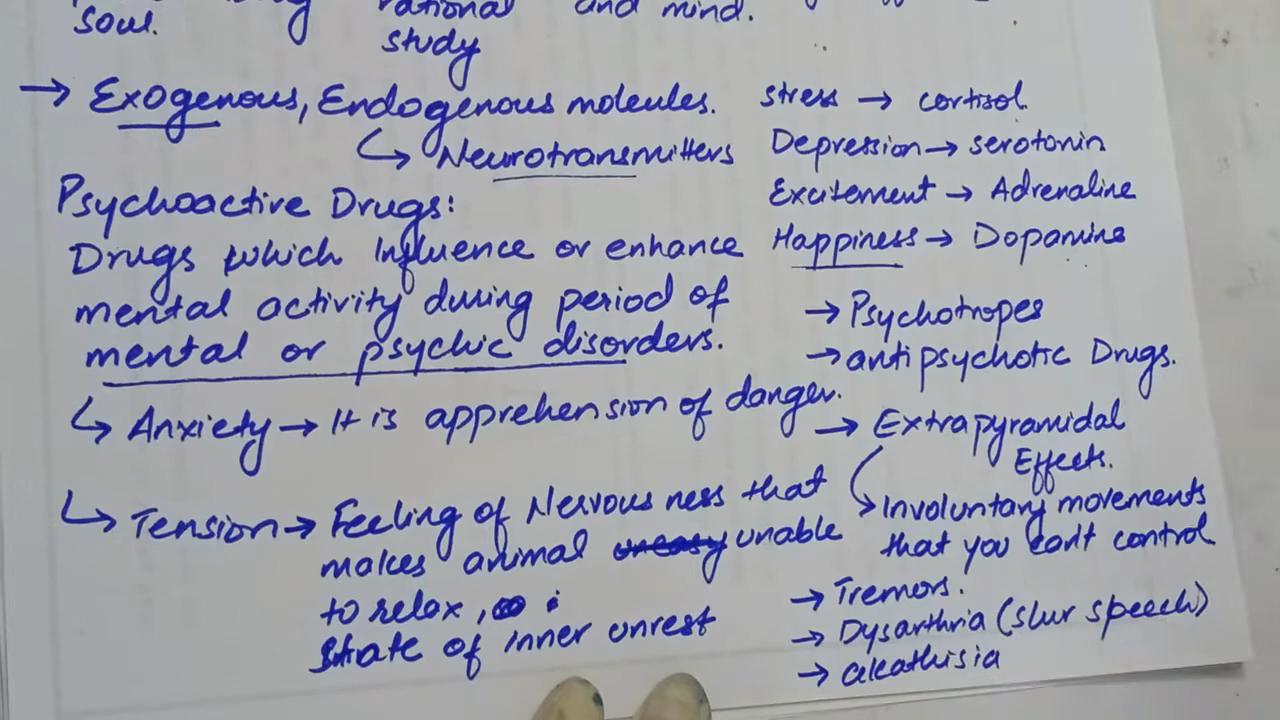 soul. rational and mind.
study
→ Exogenous, Endogenous molecules.
↳ Neurotransmitters
Psychoactive Drugs:
Drugs which influence or enhance
mental activity during period of
mental or psychic disorders.
↳ Anxiety → It is apprehension of danger.
↳ Tension → Feeling of Nervousness that
makes animal uneasy unable
to relax,
State of inner unrest
stress → cortisol
Depression → serotonin
Excitement → Adrenaline
Happiness → Dopamine
→ Psychotropes
→ antipsychotic Drugs.
→ Extrapyramidal
Effects.
↳ Involuntary movements
that you can't control
→ Tremors.
→ Dysarthria (slur speech)
→ akathisia